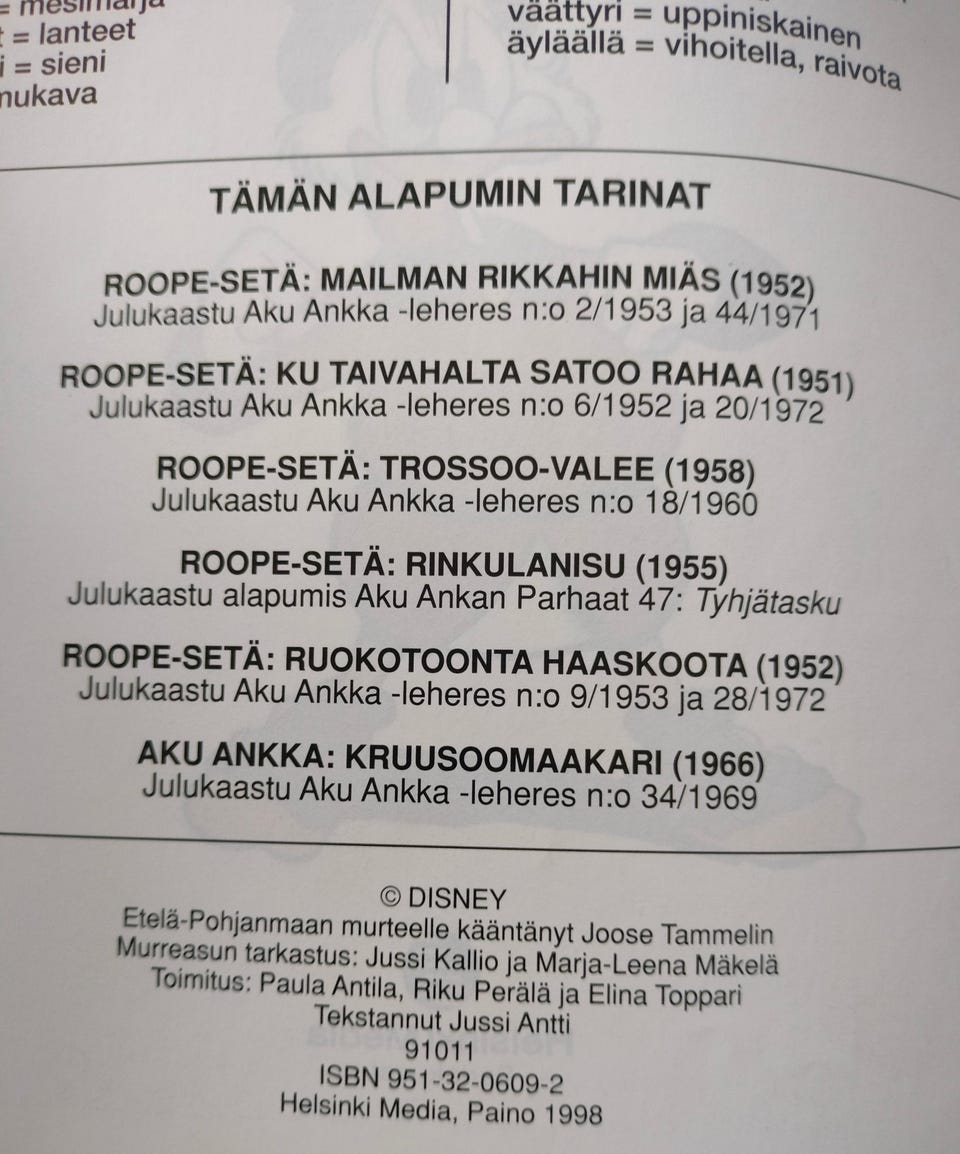 = mesimarja
= lanteet
= sieni
mukava
väättyri = uppiniskainen
äyläällä = vihoitella, raivota
TÄMÄN ALAPUMIN TARINAT
ROOPE-SETÄ: MAILMAN RIKKAHIN MIÄS (1952)
Julukaastu Aku Ankka -leheres n:o 2/1953 ja 44/1971
ROOPE-SETÄ: KU TAIVAHALTA SATOO RAHAA (1951)
Julukaastu Aku Ankka -leheres n:o 6/1952 ja 20/1972
ROOPE-SETÄ: TROSSOO-VALEE (1958)
Julukaastu Aku Ankka -leheres n:o 18/1960
ROOPE-SETÄ: RINKULANISU (1955)
Julukaastu alapumis Aku Ankan Parhaat 47: Tyhjätasku
ROOPE-SETÄ: RUOKOTOONTA HAASKOOTA (1952)
Julukaastu Aku Ankka -leheres n:o 9/1953 ja 28/1972
AKU ANKKA: KRUUSOOMAAKARI (1966)
Julukaastu Aku Ankka -leheres n:o 34/1969
© DISNEY
Etelä-Pohjanmaan murteelle kääntänyt Joose Tammelin
Murreasun tarkastus: Jussi Kallio ja Marja-Leena Mäkelä
Toimitus: Paula Antila, Riku Perälä ja Elina Toppari
Tekstannut Jussi Antti
91011
ISBN 951-32-0609-2
Helsinki Media, Paino 1998